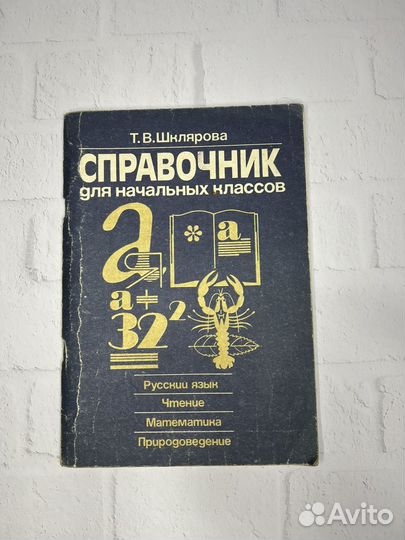 Т.В.Шклярова
СПРАВОЧНИК
для начальных классов
а
а+
32²
Русский язык
Чтение
Математика
Природоведение
Avito